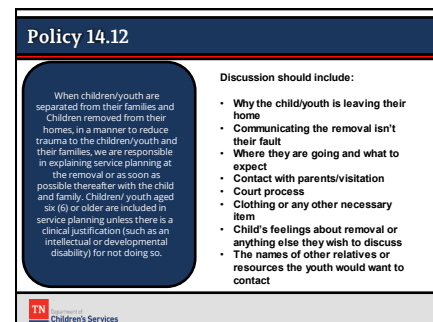 Policy 14.12
When children/youth are
separated from their families and
Children removed from their
homes, in a manner to reduce
trauma to the children/youth and
their families, we are responsible
in explaining service planning at
the removal or as soon as
possible thereafter with the child
and family. Children/ youth aged
six (6) or older are included in
service planning unless there is a
clinical justification (such as an
intellectual or developmental
disability) for not doing so.
Discussion should include:
• Why the child/youth is leaving their
home
• Communicating the removal isn't
their fault
• Where they are going and what to
expect
• Contact with parents/visitation
• Court process
• Clothing or any other necessary
item
• Child's feelings about removal or
anything else they wish to discuss
• The names of other relatives or
resources the youth would want to
contact
TN
Department of
Children's Services